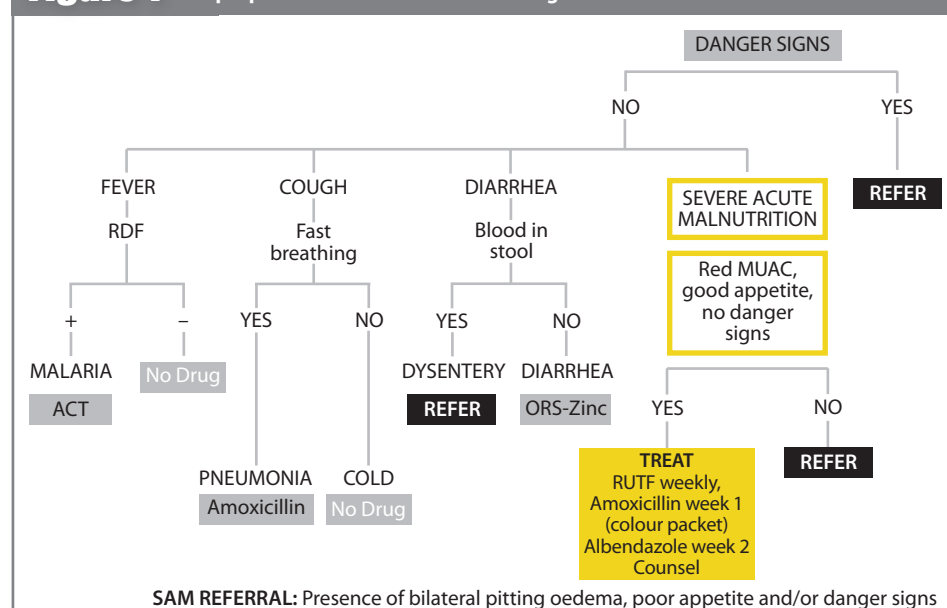 DANGER SIGNS
NO
YES
FEVER
COUGH
DIARRHEA
SEVERE ACUTE
MALNUTRITION
REFER
RDF
Fast
breathing
Blood in
stool
Red MUAC,
good appetite,
no danger
signs
+
–
YES
NO
YES
NO
MALARIA
No Drug
DYSENTERY
DIARRHEA
ACT
REFER
ORS-Zinc
YES
NO
PNEUMONIA
COLD
Amoxicillin
No Drug
TREAT
RUTF weekly,
Amoxicillin week 1
(colour packet)
Albendazole week 2
Counsel
REFER
SAM REFERRAL: Presence of bilateral pitting oedema, poor appetite and/or danger signs